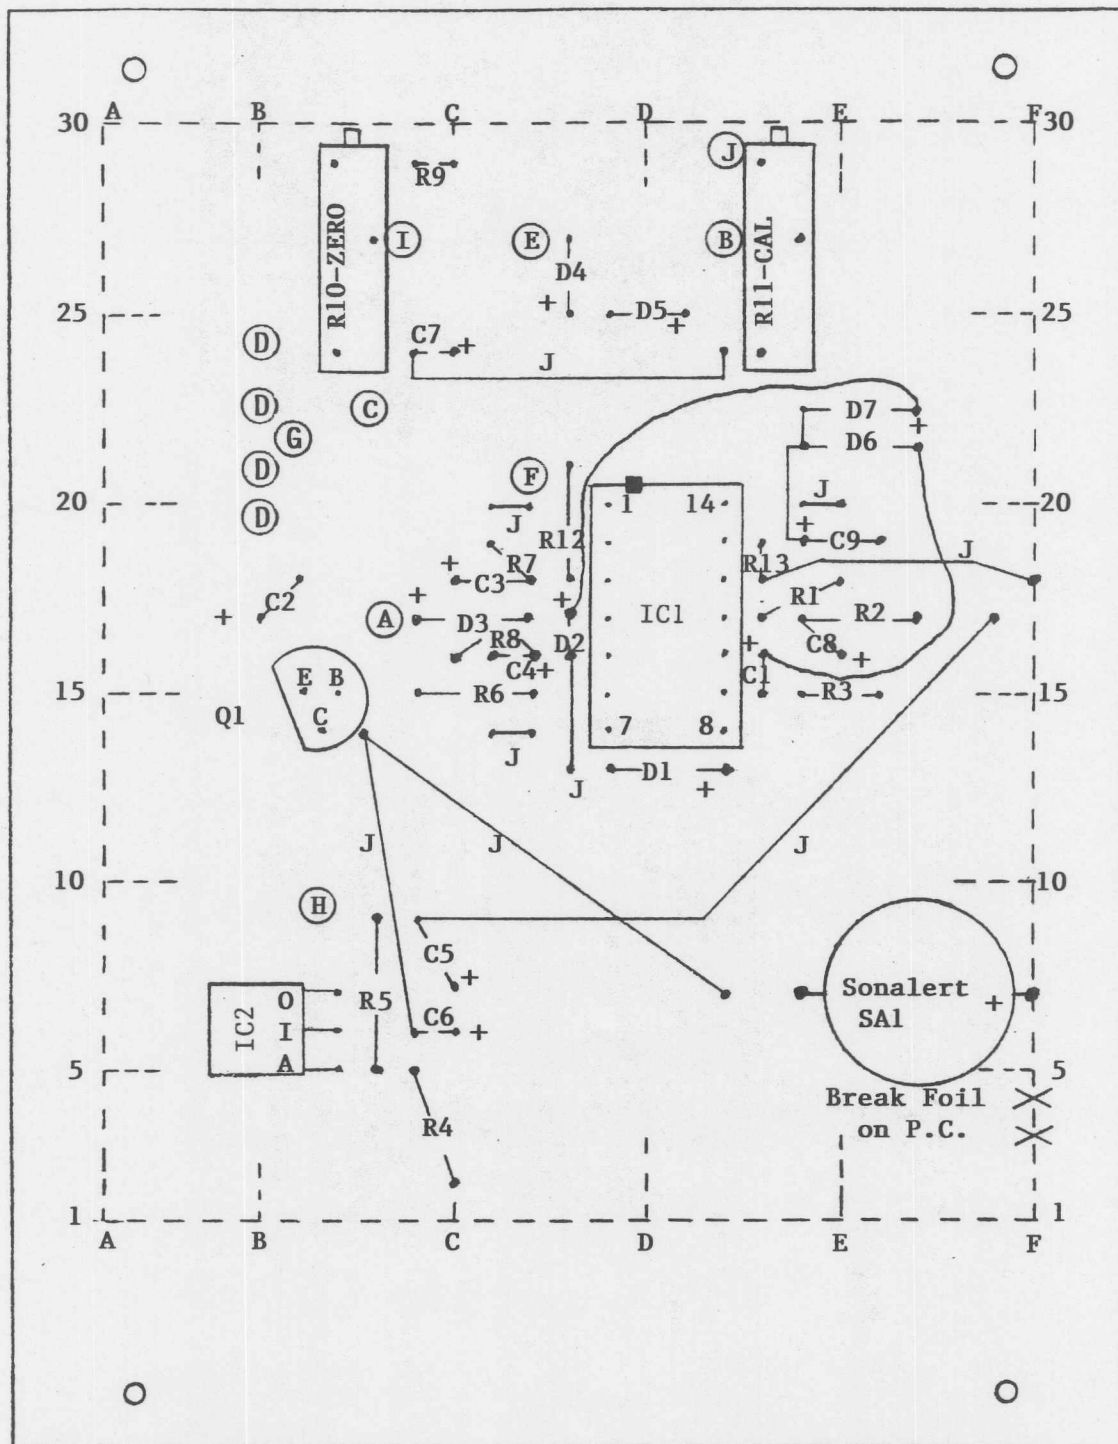 A B C D E F
30 30
J
R9
R10-ZERO
I
E
B
R11-CAL
D4
+
25 D5 25
+
C7 +
D
J
D
C
D7
+
G
D6
D
F
20 1 14 J 20
D
J
+
R12
C9
J
R7
R13
+ C3
+
C2
+
R1
+
A
D3
IC1
R2
R8
D2
C8
+
C4 +
+
C1
E B
15 R6 R3 15
Q1
C
7 8
J
D1
+
J
J J J
10 10
H
C5
+
Sonalert
SA1
+
O
R5
IC2
I
C6
+
A
5 5
Break Foil
on P.C.
R4
1 1
A B C D E F